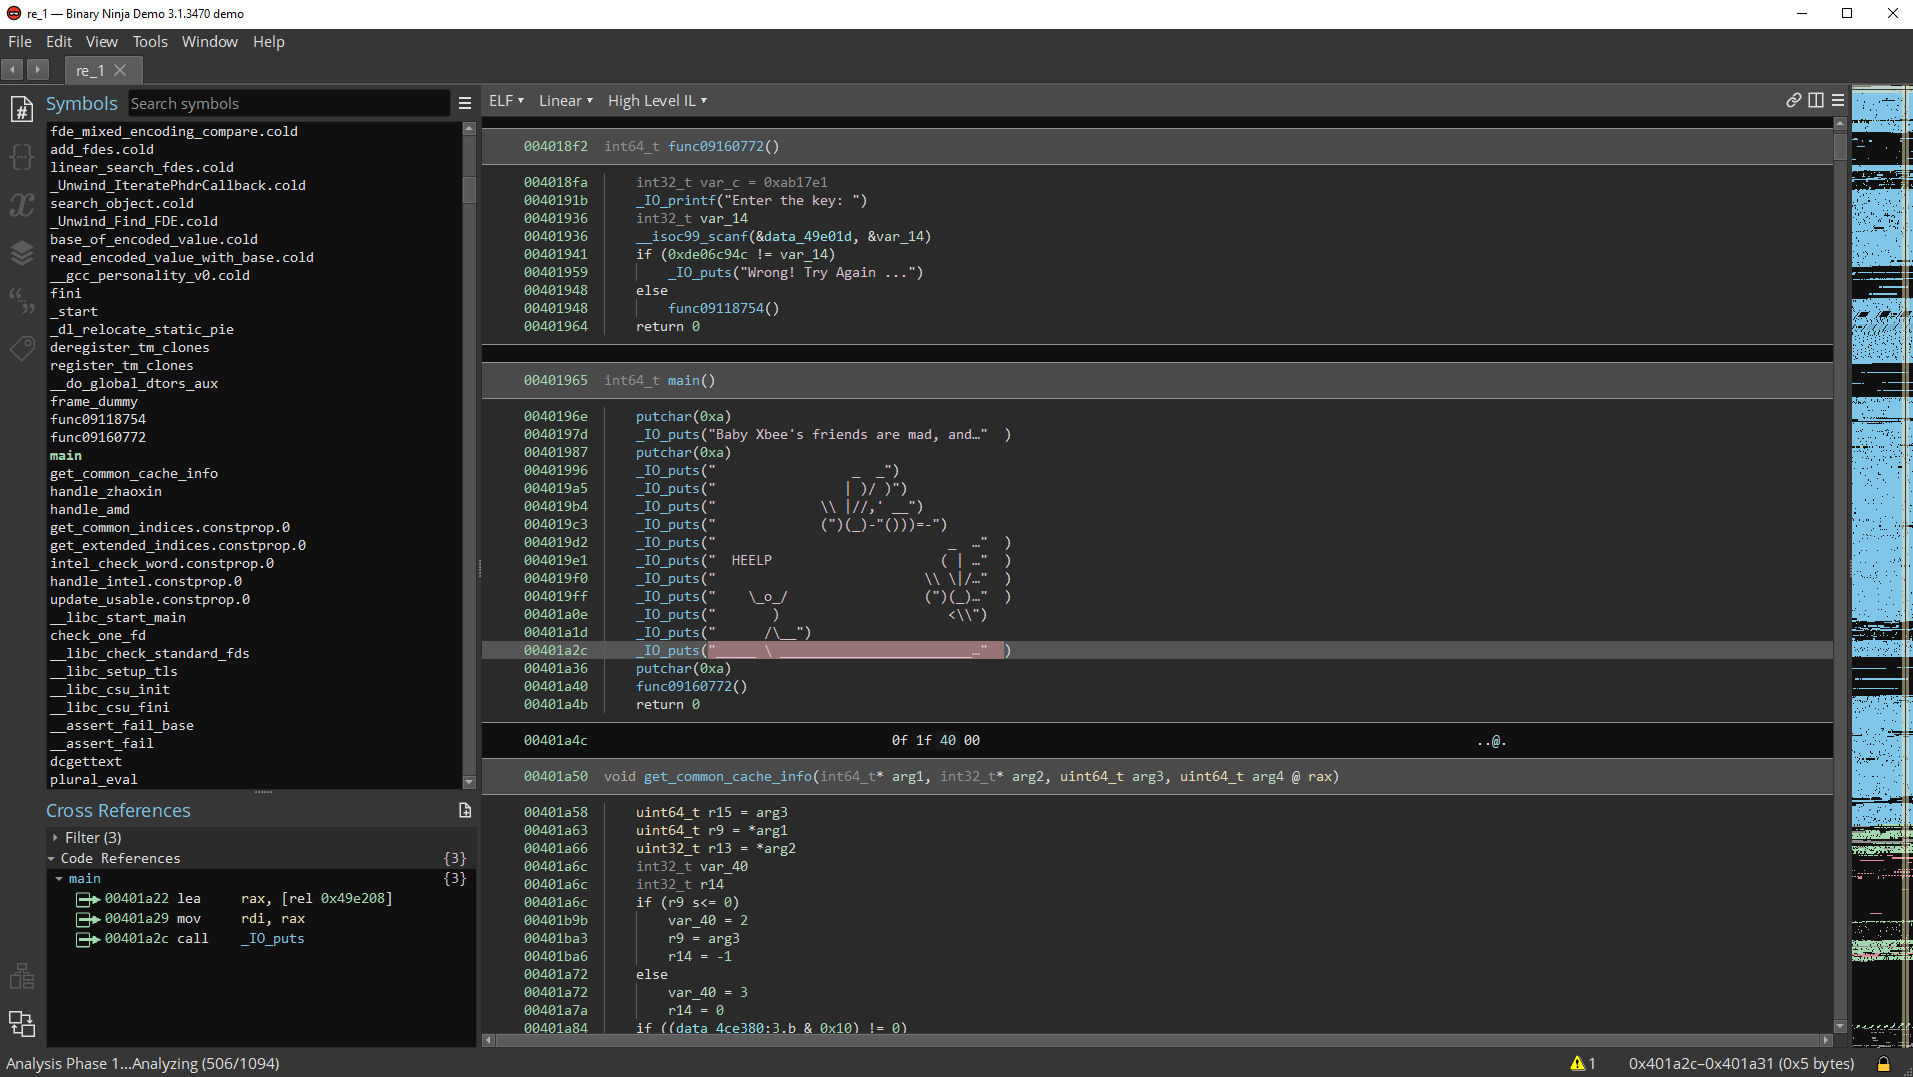 re_1 — Binary Ninja Demo 3.1.3470 demo
File Edit View Tools Window Help
re_1
Symbols
Search symbols
fde_mixed_encoding_compare.cold
add_fdes.cold
linear_search_fdes.cold
_Unwind_IteratePhdrCallback.cold
search_object.cold
_Unwind_Find_FDE.cold
base_of_encoded_value.cold
read_encoded_value_with_base.cold
__gcc_personality_v0.cold
fini
_start
_dl_relocate_static_pie
deregister_tm_clones
register_tm_clones
__do_global_dtors_aux
frame_dummy
func09118754
func09160772
main
get_common_cache_info
handle_zhaoxin
handle_amd
get_common_indices.constprop.0
get_extended_indices.constprop.0
intel_check_word.constprop.0
handle_intel.constprop.0
update_usable.constprop.0
__libc_start_main
check_one_fd
__libc_check_standard_fds
__libc_setup_tls
__libc_csu_init
__libc_csu_fini
__assert_fail_base
__assert_fail
dcgettext
plural_eval
Cross References
Filter (3)
Code References {3}
main {3}
00401a22 lea rax, [rel 0x49e208]
00401a29 mov rdi, rax
00401a2c call _IO_puts
ELF Linear High Level IL
004018f2 int64_t func09160772()
004018fa int32_t var_c = 0xab17e1
0040191b _IO_printf("Enter the key: ")
00401936 int32_t var_14
00401936 __isoc99_scanf(&data_49e01d, &var_14)
00401941 if (0xde06c94c != var_14)
00401959 _IO_puts("Wrong! Try Again ...")
00401948 else
00401948 func09118754()
00401964 return 0
00401965 int64_t main()
0040196e putchar(0xa)
0040197d _IO_puts("Baby Xbee's friends are mad, and…" )
00401987 putchar(0xa)
00401996 _IO_puts("                 _  _")
004019a5 _IO_puts("                | )/ )")
004019b4 _IO_puts("             \\ |//,' __")
004019c3 _IO_puts("             (")(_)-"()))=-")
004019d2 _IO_puts("                             _  …" )
004019e1 _IO_puts("  HEELP                     ( | …" )
004019f0 _IO_puts("                          \\ \|/…" )
004019ff _IO_puts("    \_o_/                 (")(_)…" )
00401a0e _IO_puts("       )                     <\\")
00401a1d _IO_puts("      /\__")
00401a2c _IO_puts("_____ \ ________________________…" )
00401a36 putchar(0xa)
00401a40 func09160772()
00401a4b return 0
00401a4c 0f 1f 40 00 ..@.
00401a50 void get_common_cache_info(int64_t* arg1, int32_t* arg2, uint64_t arg3, uint64_t arg4 @ rax)
00401a58 uint64_t r15 = arg3
00401a63 uint64_t r9 = *arg1
00401a66 uint32_t r13 = *arg2
00401a6c int32_t var_40
00401a6c int32_t r14
00401a6c if (r9 s<= 0)
00401b9b var_40 = 2
00401ba3 r9 = arg3
00401ba6 r14 = -1
00401a72 else
00401a72 var_40 = 3
00401a7a r14 = 0
00401a84 if ((data_4ce380:3.b & 0x10) != 0)
Analysis Phase 1...Analyzing (506/1094)
1
0x401a2c–0x401a31 (0x5 bytes)